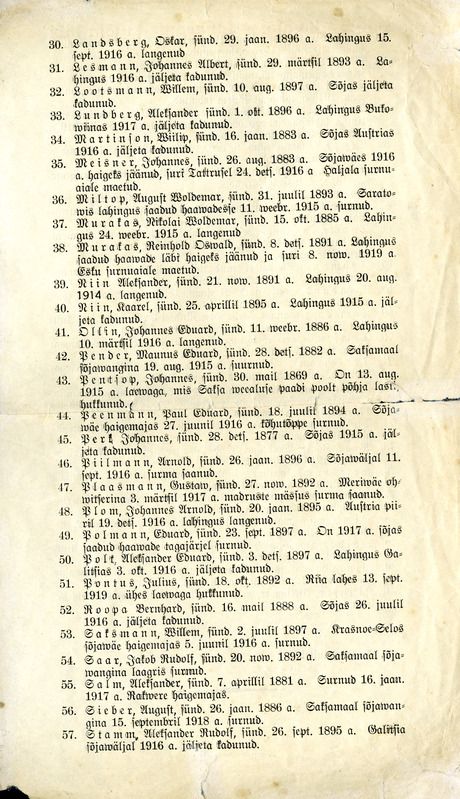 30. Landsberg, Oskar, sünd. 29. jaan. 1896 a. Lahingus 15.
sept. 1916 a. langenud
31. Lesmann, Johannes Albert, sünd. 29. märtsil 1893 a. La-
hingus 1916 a. jäljeta kadunud.
32. Lootsmann, Willem, sünd. 10. aug. 1897 a. Sõjas jäljeta
kadunud.
33. Lundberg, Aleksander sünd. 1. okt. 1896 a. Lahingus Buko-
wiinas 1917 a. jäljeta kadunud.
34. Martinson, Wiilip, sünd. 16. jaan. 1883 a. Sõjas Austrias
1916 a. jäljeta kadunud.
35. Meisner, Johannes, sünd. 26. aug. 1883 a. Sõjawäes 1916
a. haigeks jäänud, suri Tattrusel 24. dets. 1916 a Haljala surnu-
aiale maetud.
36. Miltop, August Woldemar, sünd. 31. juulil 1893 a. Sarato-
wis lahingus saadud haawadesse 11. weebr. 1915 a. surnud.
37. Murakas, Nikolai Woldemar, sünd. 15. okt. 1885 a. Lahin-
gus 24. weebr. 1915 a. langenud
38. Murakas, Reinhold Oswald, sünd. 8. dets. 1891 a. Lahingus
saadud haawade läbi haigeks jäänud ja suri 8. now. 1919 a.
Esku surnuaiale maetud.
39. Niin Aleksander, sünd. 21. now. 1891 a. Lahingus 20. aug.
1914 a. langenud.
40. Niin, Kaarel, sünd. 25. aprillil 1895 a. Lahingus 1915 a. jäl-
jeta kadunud.
41. Ollin, Johannes Eduard, sünd. 11. weebr. 1886 a. Lahingus
10. märtsil 1916 a. langenud.
42. Pender, Maunus Eduard, sünd. 28. dets. 1882 a. Saksamaal
sõjawangina 19. aug. 1915 a. suurnud.
43. Pentsop, Johannes, sünd. 30. mail 1869 a. On 13. aug.
1915 a. laewaga, mis Saksa weealuse paadi poolt põhja lasti,
hukkunud.
44. Peenmann, Paul Eduard, sünd. 18. juulil 1894 a. Sõja-
wäe haigemajas 27. juunil 1916 a. kõhutõppe surnud.
45. Perk Johannes, sünd. 28. dets. 1877 a. Sõjas 1915 a. jäl-
jeta kadunud.
46. Piilmann, Arnold, sünd. 26. jaan. 1896 a. Sõjawäljal 11.
sept. 1916 a. surma saanud.
47. Plaasmann, Gustaw, sünd. 27. now. 1892 a. Meriwäe oh-
witserina 3. märtsil 1917 a. madruste mässus surma saanud.
48. Plom, Johannes Arnold, sünd. 20. jaan. 1895 a. Austria pii-
ril 19. dets. 1916 a. lahingus langenud.
49. Polmann, Eduard, sünd. 23. sept. 1897 a. On 1917 a. sõjas
saadud haawade tagajärjel surnud.
50. Polt, Aleksander Eduard, sünd. 3. dets. 1897 a. Lahingus Ga-
litsias 3. okt. 1916 a. jäljeta kadunud.
51. Pontus, Julius, sünd. 18. okt. 1892 a. Riia lahes 13. sept.
1919 a. ühes laewaga hukkunud.
52. Roopa Bernhard, sünd. 16. mail 1888 a. Sõjas 26. juulil
1916 a. jäljeta kadunud.
53. Saksmann, Willem, sünd. 2. juulil 1897 a. Krasnoe-Selos
sõjawäe haigemajas 5. juunil 1916 a. surnud.
54. Saar, Jakob Rudolf, sünd. 20. now. 1892 a. Saksamaal sõja-
wangina laagris surnud.
55. Salm, Aleksander, sünd. 7. aprillil 1881 a. Surnud 16. jaan.
1917 a. Rakwere haigemajas.
56. Sieber, August, sünd. 26. jaan. 1886 a. Saksamaal sõjawan-
gina 15. septembril 1918 a. surnud.
57. Stamm, Aleksander Rudolf, sünd. 26. sept. 1895 a. Galitsia
sõjawäljal 1916 a. jäljeta kadunud.